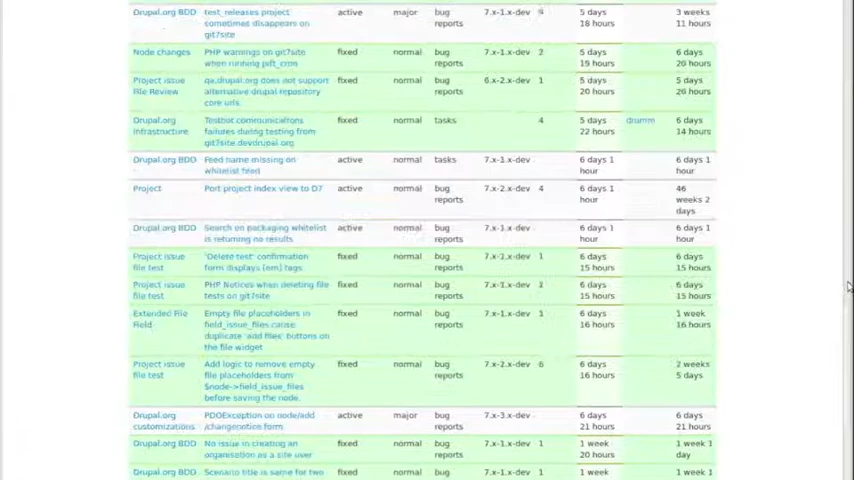 Drupal.org BDD test_releases project active major bug 7.x-1.x-dev 5 days 3 weeks
sometimes disappears on reports 18 hours 11 hours
git7site
Node changes PHP warnings on git7site fixed normal bug 7.x-1.x-dev 2 5 days 6 days
when running pift_cron reports 19 hours 20 hours
Project issue qa.drupal.org does not support fixed normal bug 6.x-2.x-dev 1 5 days 5 days
File Review alternative drupal repository reports 20 hours 20 hours
core urls.
Drupal.org Testbot communications fixed normal tasks 4 5 days drumm 6 days
infrastructure failures during testing from 22 hours 14 hours
git7site.devdrupal.org
Drupal.org BDD Feed name missing on active normal tasks 7.x-1.x-dev 6 days 1 6 days 1
whitelist feed hour hour
Project Port project index view to D7 active normal bug 7.x-2.x-dev 4 6 days 1 46
reports hour weeks 2
days
Drupal.org BDD Search on packaging whitelist active normal bug 7.x-1.x-dev 6 days 1 6 days 1
is returning no results reports hour hour
Project issue 'Delete test' confirmation fixed normal bug 7.x-2.x-dev 1 6 days 6 days
file test form displays [em] tags reports 15 hours 15 hours
Project issue PHP Notices when deleting file fixed normal bug 6 days 6 days
file test tests on git7site reports 15 hours 15 hours
Extended File Empty file placeholders in fixed normal bug 7.x-1.x-dev 1 6 days 1 week
Field field_issue_files cause reports 16 hours 16 hours
duplicate 'add files' buttons on
the file widget
Project issue Add logic to remove empty fixed normal bug 7.x-2.x-dev 6 6 days 2 weeks
file test file placeholders from reports 16 hours 5 days
$node->field_issue_files
before saving the node.
Drupal.org PDOException on node/add active major bug 7.x-3.x-dev 6 days 6 days
customizations /changenotice form reports 21 hours 21 hours
Drupal.org BDD No issue in creating an fixed normal bug 7.x-1.x-dev 1 1 week 1 week 1
organisation as a site user reports 20 hours day
Drupal.org BDD Scenario title is same for two fixed normal bug 7.x-1.x-dev 1 1 week 1 week 1